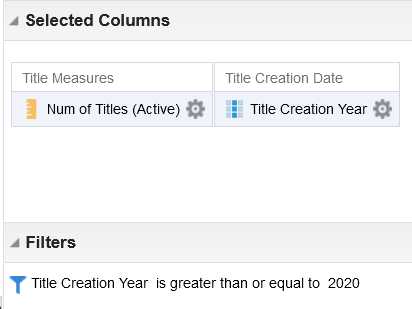 Selected Columns
Title Measures Title Creation Date
Num of Titles (Active) Title Creation Year
Filters
Title Creation Year is greater than or equal to 2020